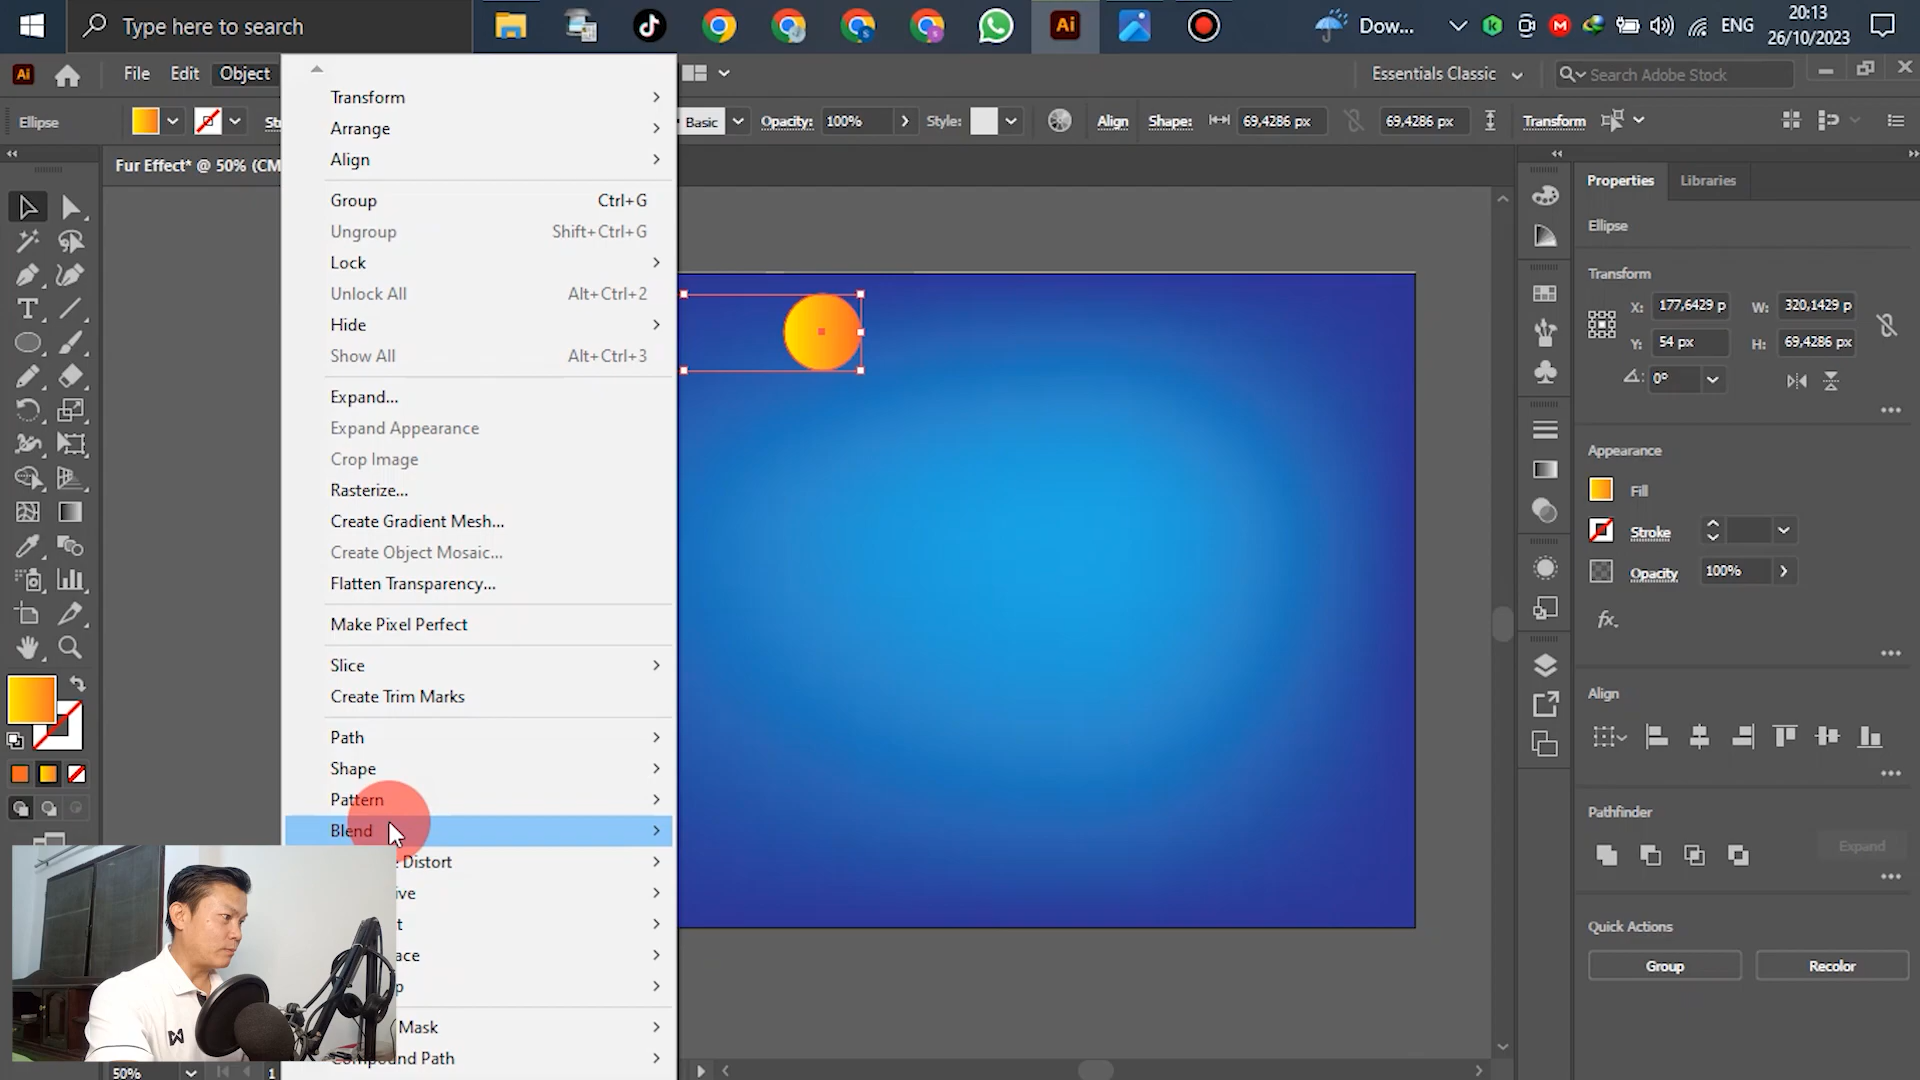 Type here to search
Dow...
ENG
20:13
26/10/2023
File
Edit
Object
Essentials Classic
Search Adobe Stock
Ellipse
Basic
Opacity:
100%
Style:
Align
Shape:
69,4286 px
69,4286 px
Transform
Fur Effect* @ 50% (CM
Transform
Arrange
Align
Group Ctrl+G
Ungroup Shift+Ctrl+G
Lock
Unlock All Alt+Ctrl+2
Hide
Show All Alt+Ctrl+3
Expand...
Expand Appearance
Crop Image
Rasterize...
Create Gradient Mesh...
Create Object Mosaic...
Flatten Transparency...
Make Pixel Perfect
Slice
Create Trim Marks
Path
Shape
Pattern
Blend
Distort
Mask
Compound Path
50%
1
Properties
Libraries
Ellipse
Transform
X: 177,6429 p
W: 320,1429 p
Y: 54 px
H: 69,4286 px
0°
Appearance
Fill
Stroke
Opacity 100%
fx.
Align
Pathfinder
Expand
Quick Actions
Group
Recolor